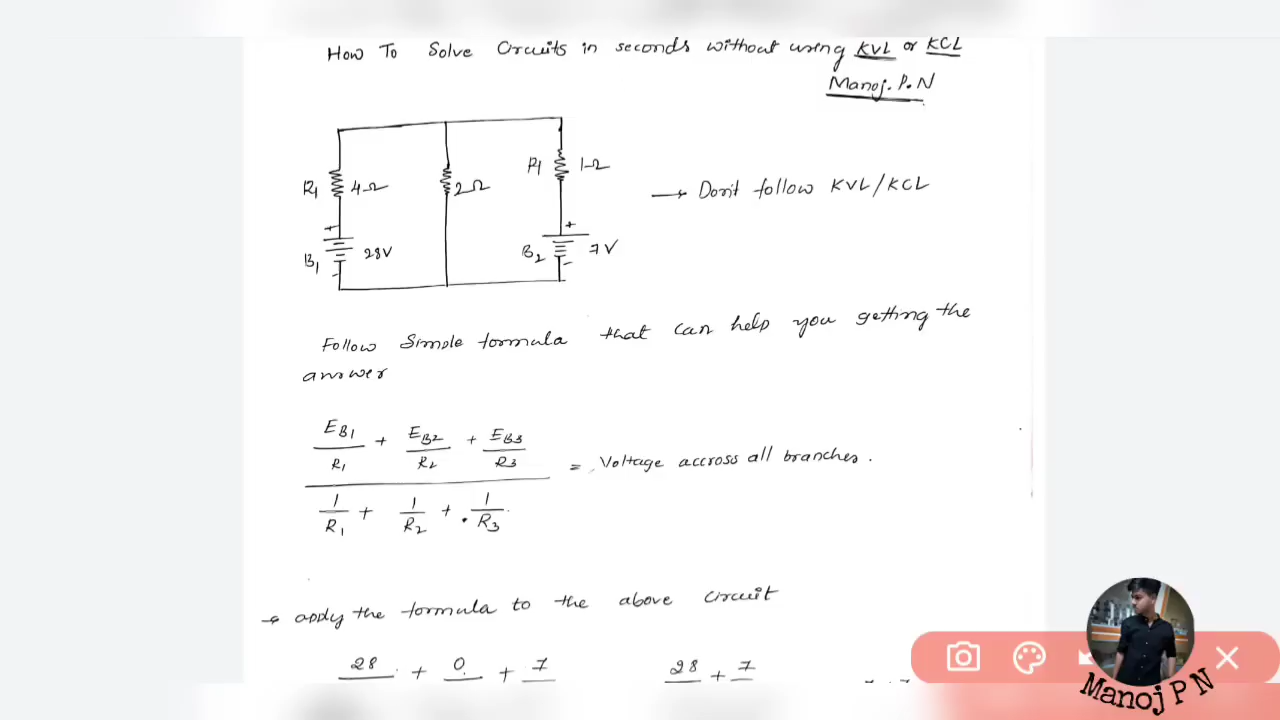 How To Solve Circuits in seconds without using KVL or KCL
Manoj. P. N
R1 4Ω
2Ω
R1 1Ω
+
B1 28V
-
+
B2 7V
-
→ Don't follow KVL/KCL
Follow Simple formula that can help you getting the
answer
EB1/R1 + EB2/R2 + EB3/R3
1/R1 + 1/R2 + 1/R3
= Voltage accross all branches.
→ apply the formula to the above circuit
28 + 0 + 7
28 + 7
Manoj P N